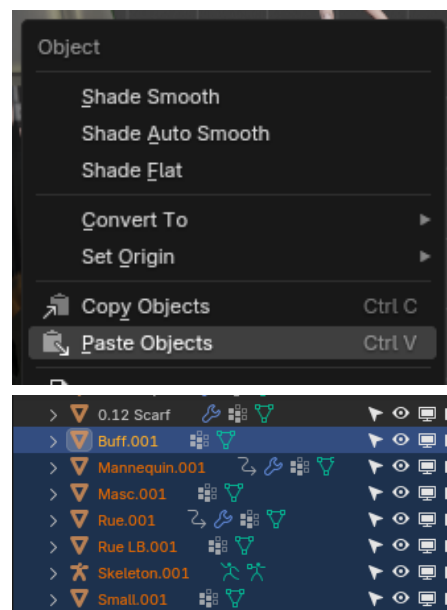 Object
Shade Smooth
Shade Auto Smooth
Shade Flat
Convert To
Set Origin
Copy Objects Ctrl C
Paste Objects Ctrl V
0.12 Scarf
Buff.001
Mannequin.001
Masc.001
Rue.001
Rue LB.001
Skeleton.001
Small.001